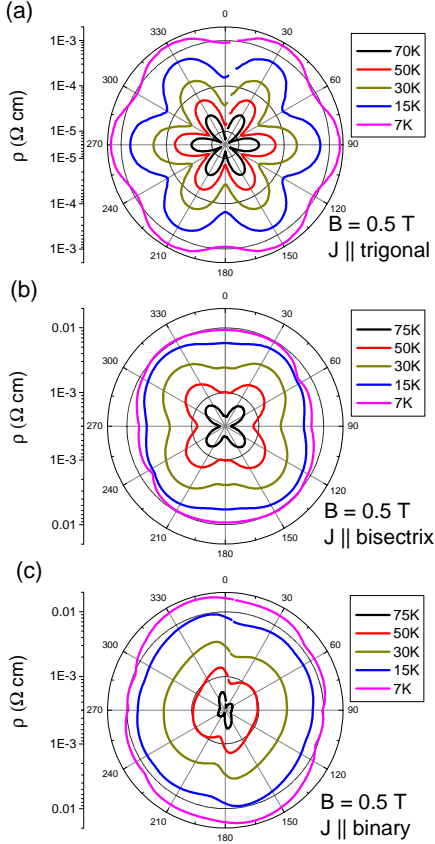 (a)
0
30
60
90
120
150
180
210
240
270
300
330
1E-3
1E-4
1E-5
1E-5
1E-4
1E-3
ρ (Ω cm)
70K
50K
30K
15K
7K
B = 0.5 T
J || trigonal
(b)
0
30
60
90
120
150
180
210
240
270
300
330
0.01
1E-3
1E-3
0.01
ρ (Ω cm)
75K
50K
30K
15K
7K
B = 0.5 T
J || bisectrix
(c)
0
30
60
90
120
150
180
210
240
270
300
330
0.01
1E-3
1E-3
0.01
ρ (Ω cm)
75K
50K
30K
15K
7K
B = 0.5 T
J || binary